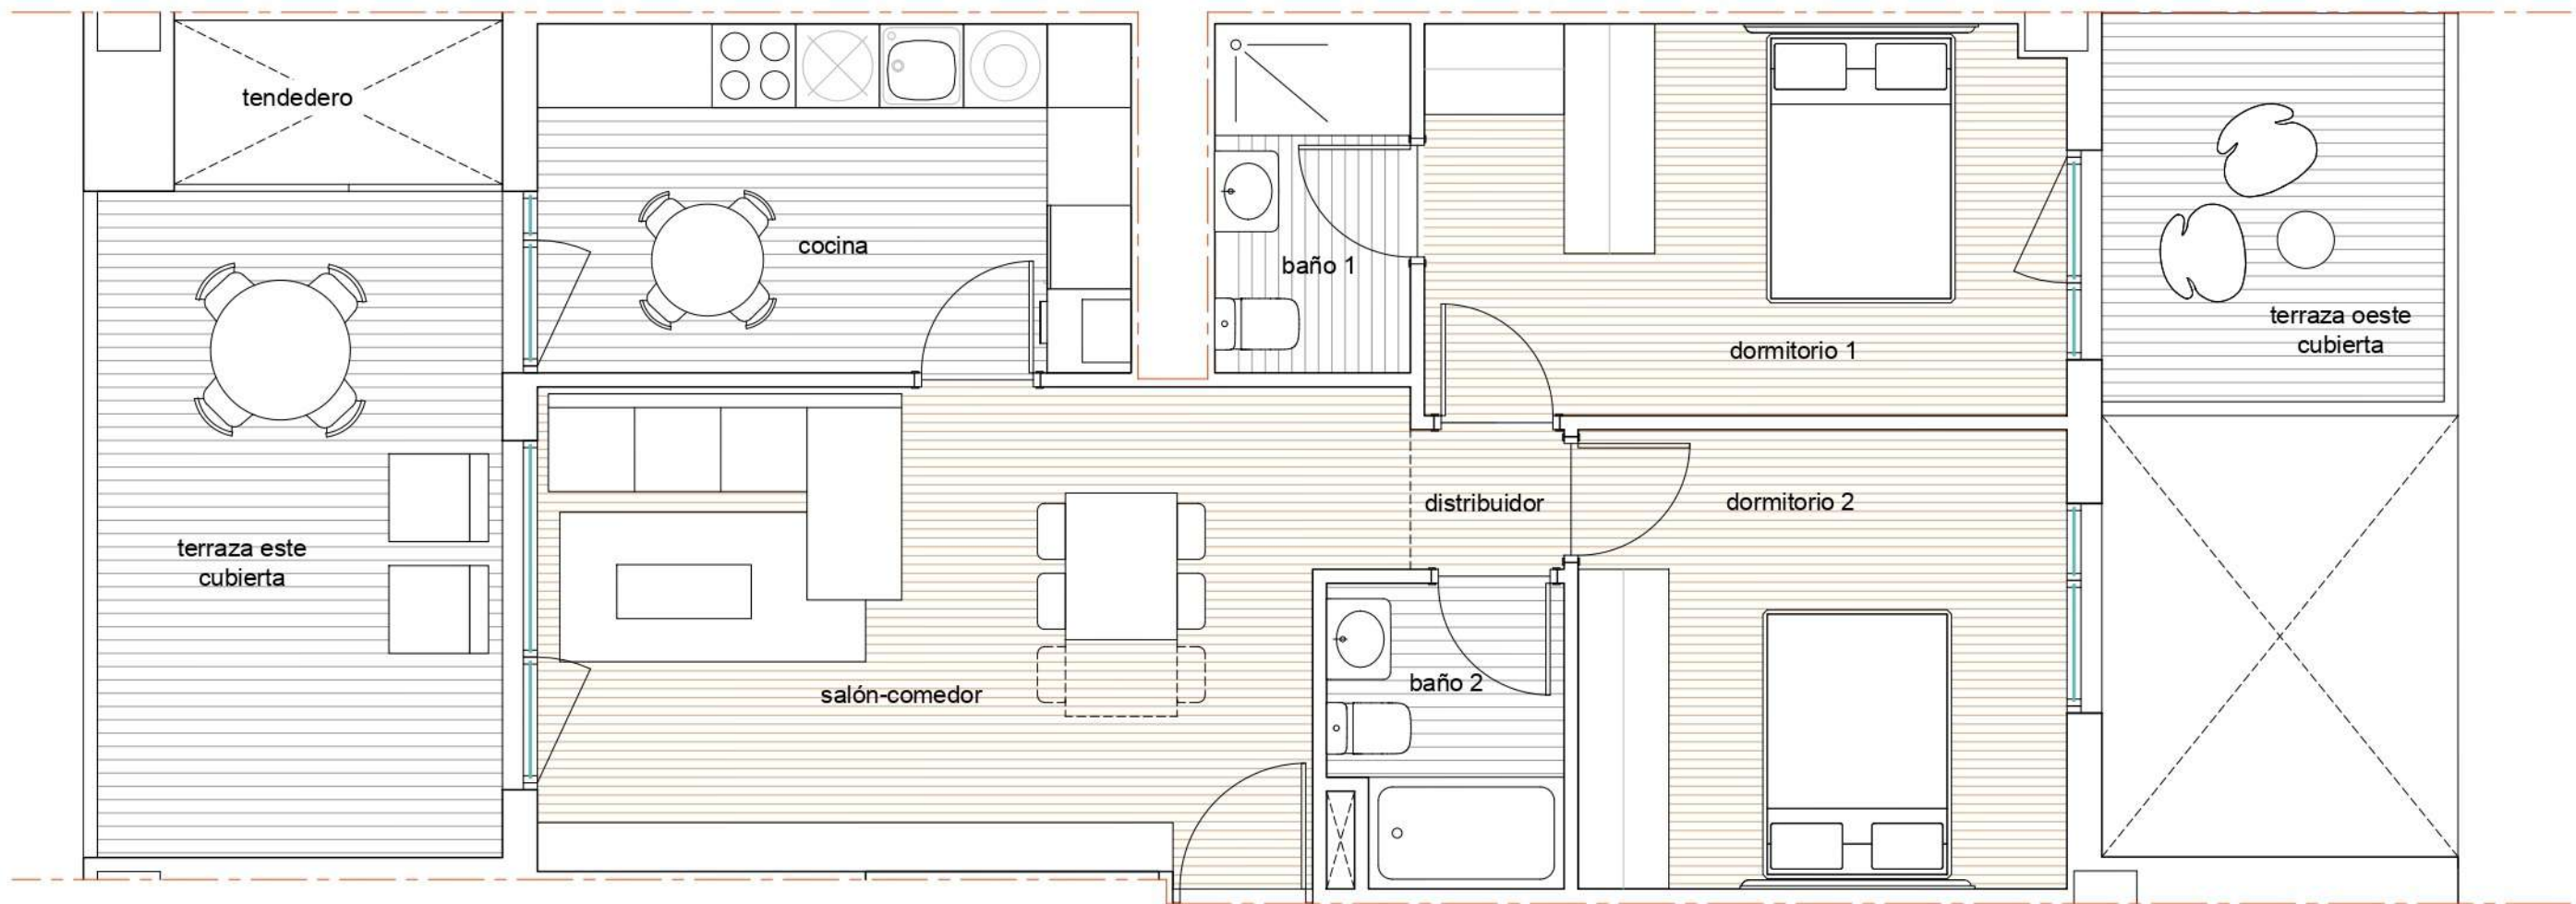 tendedero
cocina
baño 1
terraza oeste
cubierta
dormitorio 1
distribuidor
dormitorio 2
terraza este
cubierta
salón-comedor
baño 2